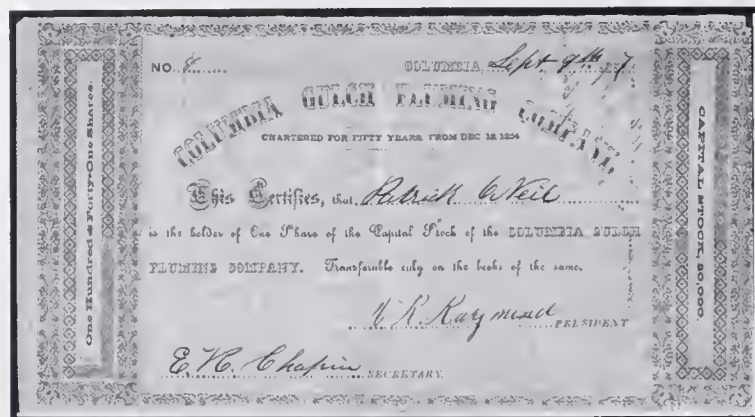 One Hundred & Forty-One Shares.
NO. 8 COLUMBIA, Sept 9th 1857
COLUMBIA GULCH FLUMING COMPANY,
CHARTERED FOR FIFTY YEARS, FROM DEC 18, 1854
This Certifies, that Patrick O'Neil
is the holder of One Share of the Capital Stock of the COLUMBIA GULCH
FLUMING COMPANY. Transferable only on the books of the same.
W. R. Raymond PRESIDENT
E. H. Chapin SECRETARY.
CAPITAL STOCK, 80,000.